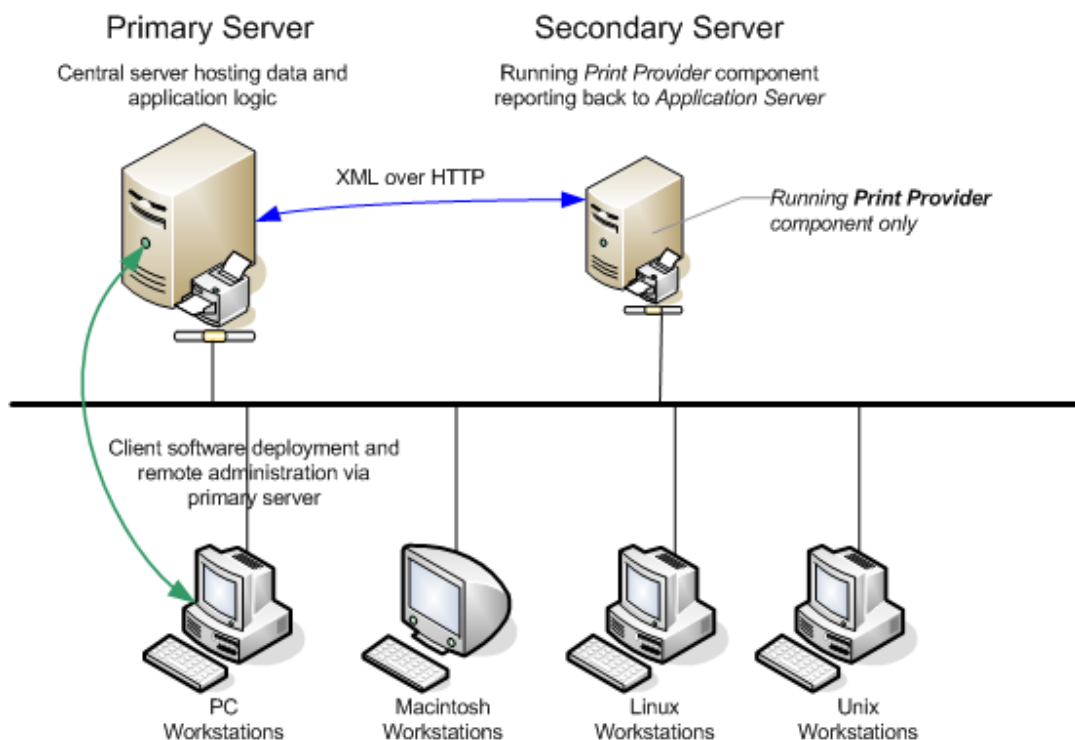 Primary Server
Central server hosting data and
application logic
Secondary Server
Running Print Provider component
reporting back to Application Server
XML over HTTP
Running Print Provider
component only
Client software deployment and
remote administration via
primary server
PC
Workstations
Macintosh
Workstations
Linux
Workstations
Unix
Workstations